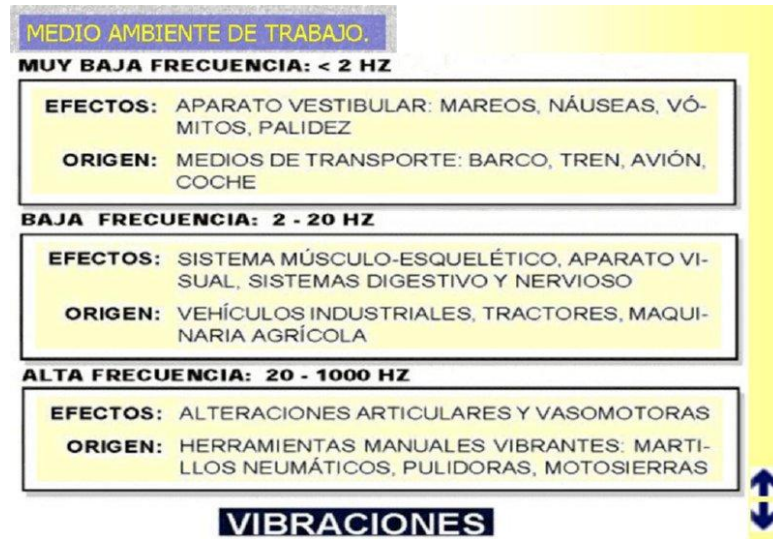 MEDIO AMBIENTE DE TRABAJO.
MUY BAJA FRECUENCIA: < 2 HZ
EFECTOS: APARATO VESTIBULAR: MAREOS, NÁUSEAS, VÓ-
MITOS, PALIDEZ
ORIGEN: MEDIOS DE TRANSPORTE: BARCO, TREN, AVIÓN,
COCHE
BAJA FRECUENCIA: 2 - 20 HZ
EFECTOS: SISTEMA MÚSCULO-ESQUELÉTICO, APARATO VI-
SUAL, SISTEMAS DIGESTIVO Y NERVIOSO
ORIGEN: VEHÍCULOS INDUSTRIALES, TRACTORES, MAQUI-
NARIA AGRÍCOLA
ALTA FRECUENCIA: 20 - 1000 HZ
EFECTOS: ALTERACIONES ARTICULARES Y VASOMOTORAS
ORIGEN: HERRAMIENTAS MANUALES VIBRANTES: MARTI-
LLOS NEUMÁTICOS, PULIDORAS, MOTOSIERRAS
VIBRACIONES